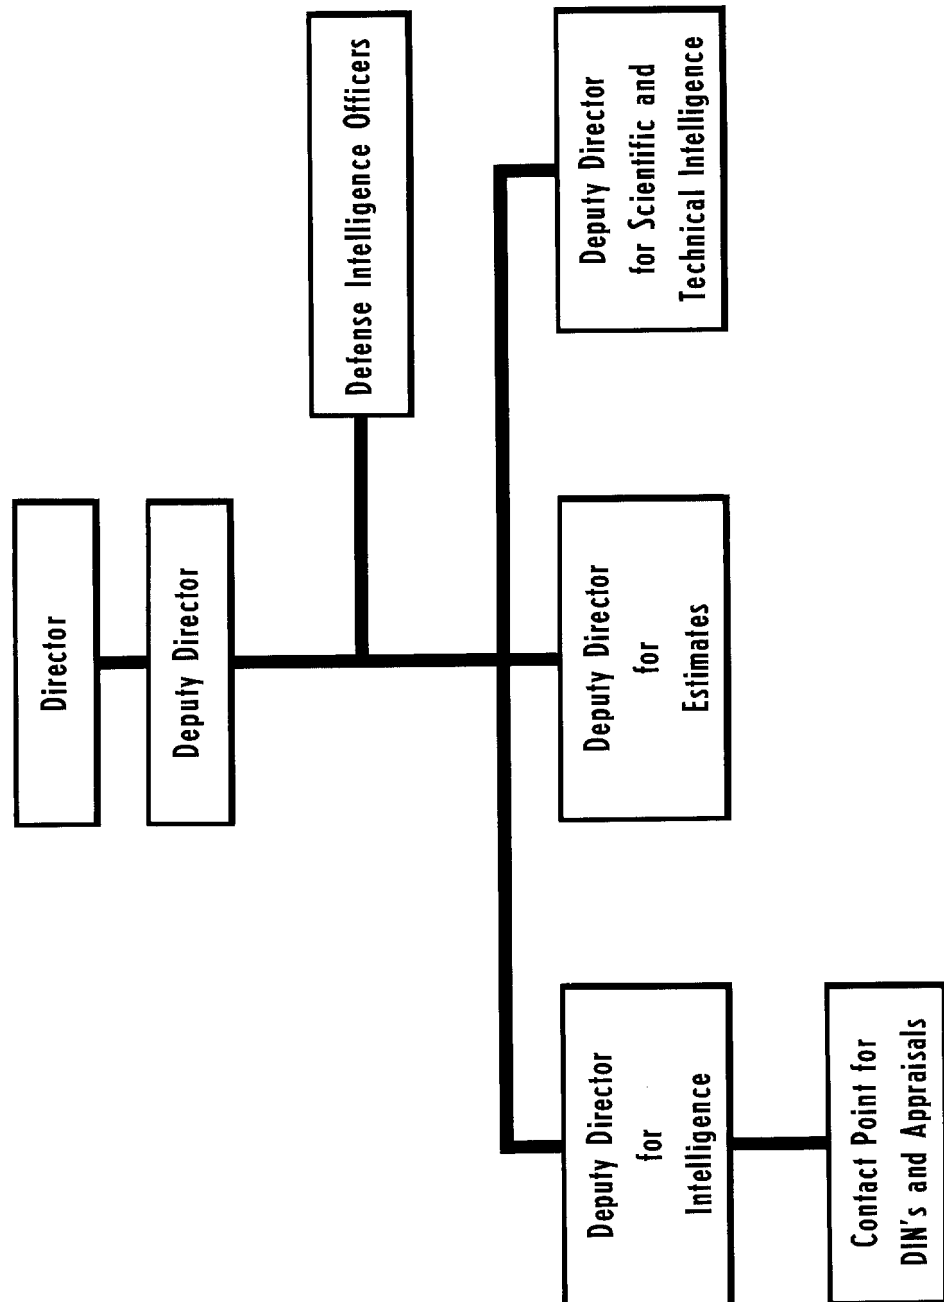 Director
Deputy Director
Defense Intelligence Officers
Deputy Director
for
Intelligence
Deputy Director
for
Estimates
Deputy Director
for Scientific and
Technical Intelligence
Contact Point for
DIN's and Appraisals